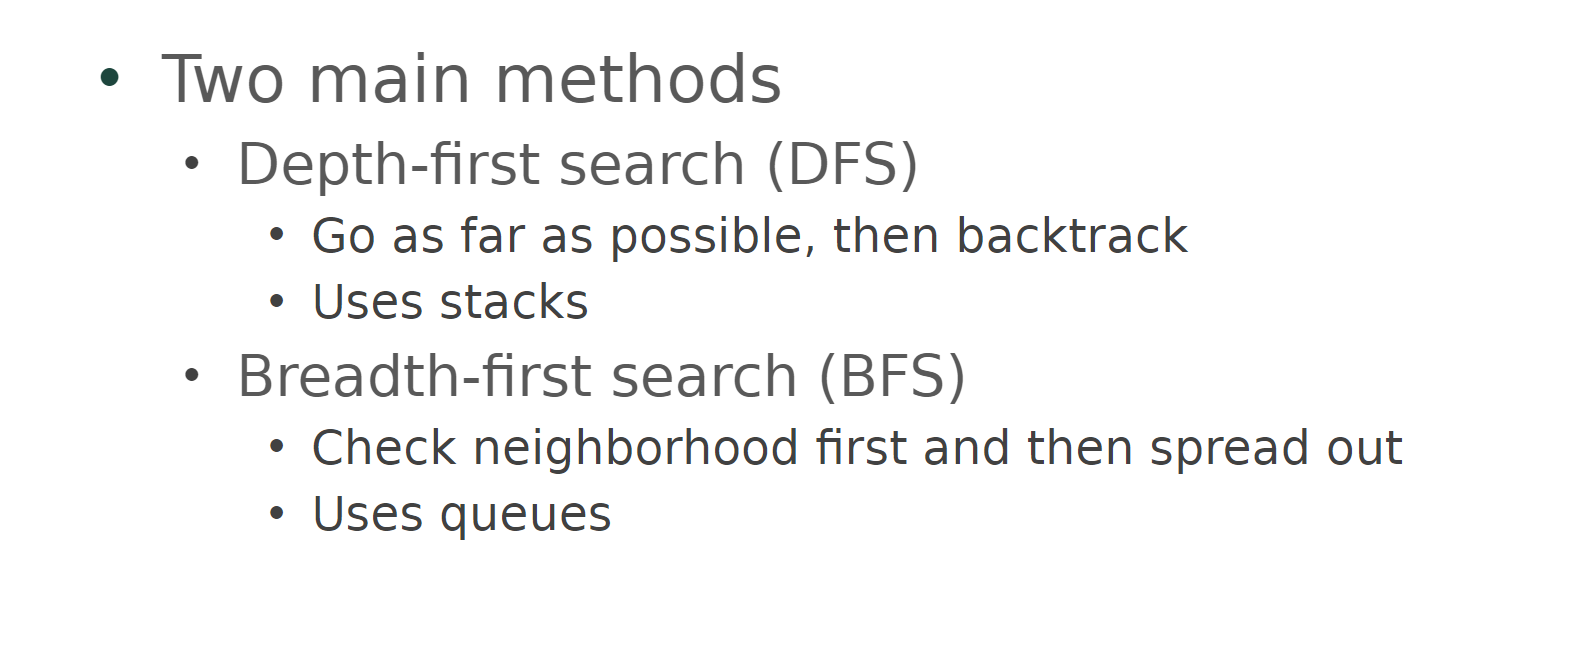 • Two main methods
• Depth-first search (DFS)
• Go as far as possible, then backtrack
• Uses stacks
• Breadth-first search (BFS)
• Check neighborhood first and then spread out
• Uses queues